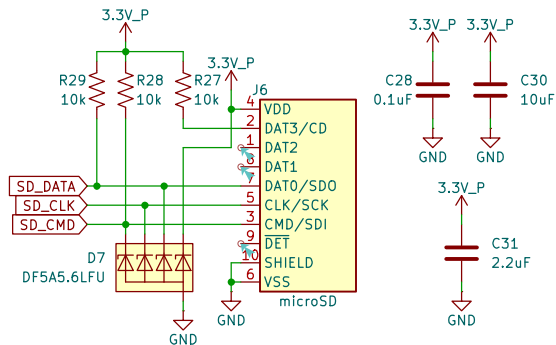 3.3V_P
R29
10k
R28
10k
R27
10k
3.3V_P
J6
4 VDD
2 DAT3/CD
1 DAT2
8 DAT1
7 DAT0/SDO
5 CLK/SCK
3 CMD/SDI
9 DET
10 SHIELD
6 VSS
microSD
SD_DATA
SD_CLK
SD_CMD
D7
DF5A5.6LFU
GND
GND
3.3V_P
C28
0.1uF
GND
3.3V_P
C30
10uF
GND
3.3V_P
C31
2.2uF
GND